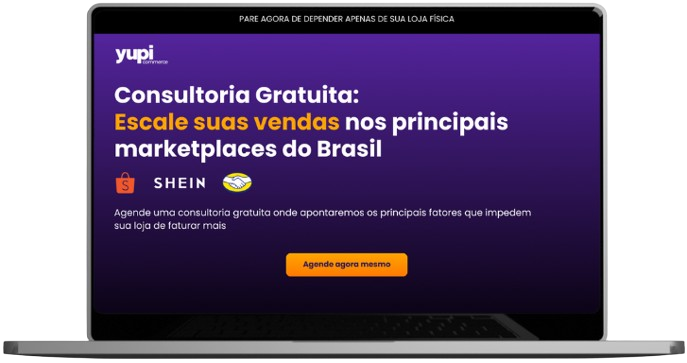 PARE AGORA DE DEPENDER APENAS DE SUA LOJA FÍSICA
yupi
commerce
Consultoria Gratuita:
Escale suas vendas nos principais
marketplaces do Brasil
S SHEIN
Agende uma consultoria gratuita onde apontaremos os principais fatores que impedem
sua loja de faturar mais
Agende agora mesmo